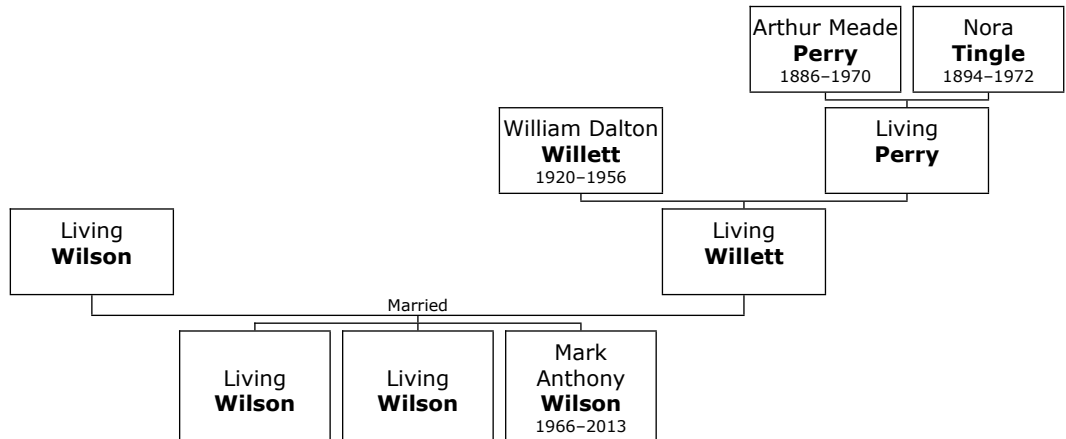 Arthur Meade
Perry
1886–1970
Nora
Tingle
1894–1972
William Dalton
Willett
1920–1956
Living
Perry
Living
Wilson
Living
Willett
Married
Living
Wilson
Living
Wilson
Mark
Anthony
Wilson
1966–2013